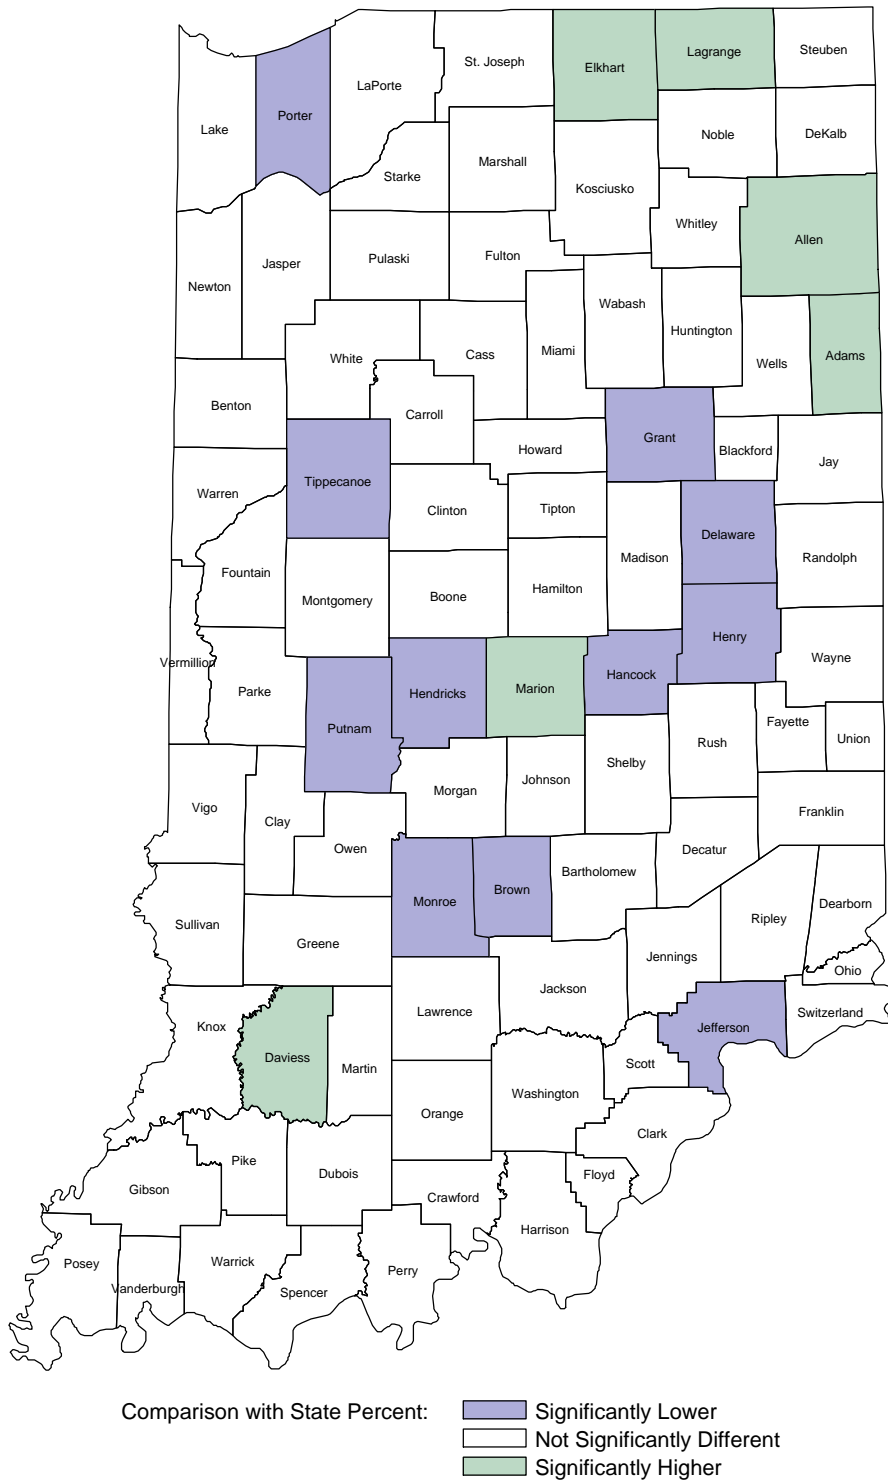 Steuben
Lagrange
Elkhart
St. Joseph
LaPorte
Porter
Lake
Noble
DeKalb
Marshall
Starke
Kosciusko
Whitley
Allen
Fulton
Pulaski
Jasper
Newton
Wabash
Huntington
Wells
Adams
Miami
Cass
White
Benton
Carroll
Grant
Blackford
Jay
Howard
Tippecanoe
Warren
Clinton
Tipton
Delaware
Madison
Randolph
Fountain
Montgomery
Boone
Hamilton
Henry
Wayne
Vermillion
Parke
Putnam
Hendricks
Marion
Hancock
Fayette
Union
Rush
Shelby
Johnson
Morgan
Vigo
Clay
Owen
Franklin
Decatur
Bartholomew
Brown
Monroe
Dearborn
Ripley
Sullivan
Greene
Jennings
Ohio
Jackson
Lawrence
Switzerland
Jefferson
Knox
Daviess
Martin
Scott
Washington
Orange
Clark
Pike
Dubois
Floyd
Gibson
Crawford
Harrison
Posey
Warrick
Perry
Vanderburgh
Spencer
Comparison with State Percent:
Significantly Lower
Not Significantly Different
Significantly Higher